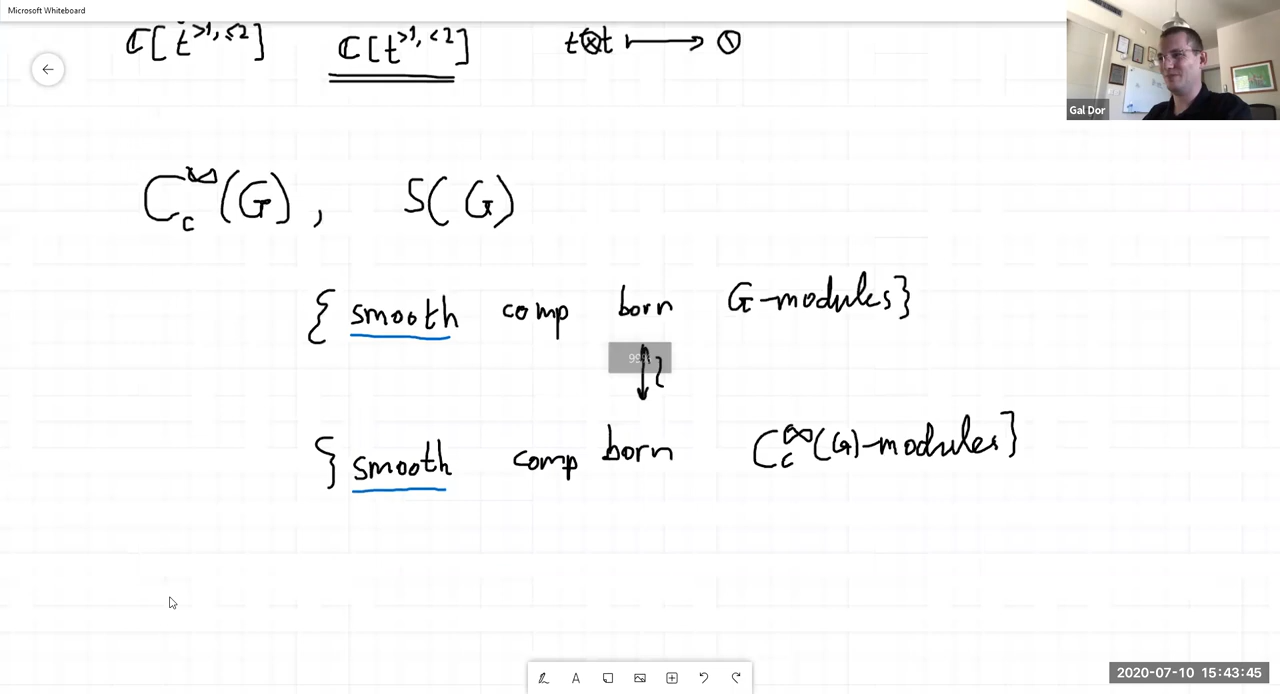 Microsoft Whiteboard
ℂ[t^{>1,≤2}] ℂ[t^{>1,<2}] t⊗t ⟼
Gal Dor
C_c^∞(G), S(G)
{ smooth comp born G-modules}
{ smooth comp born C_c^∞(G)-modules}
2020-07-10 15:43:45